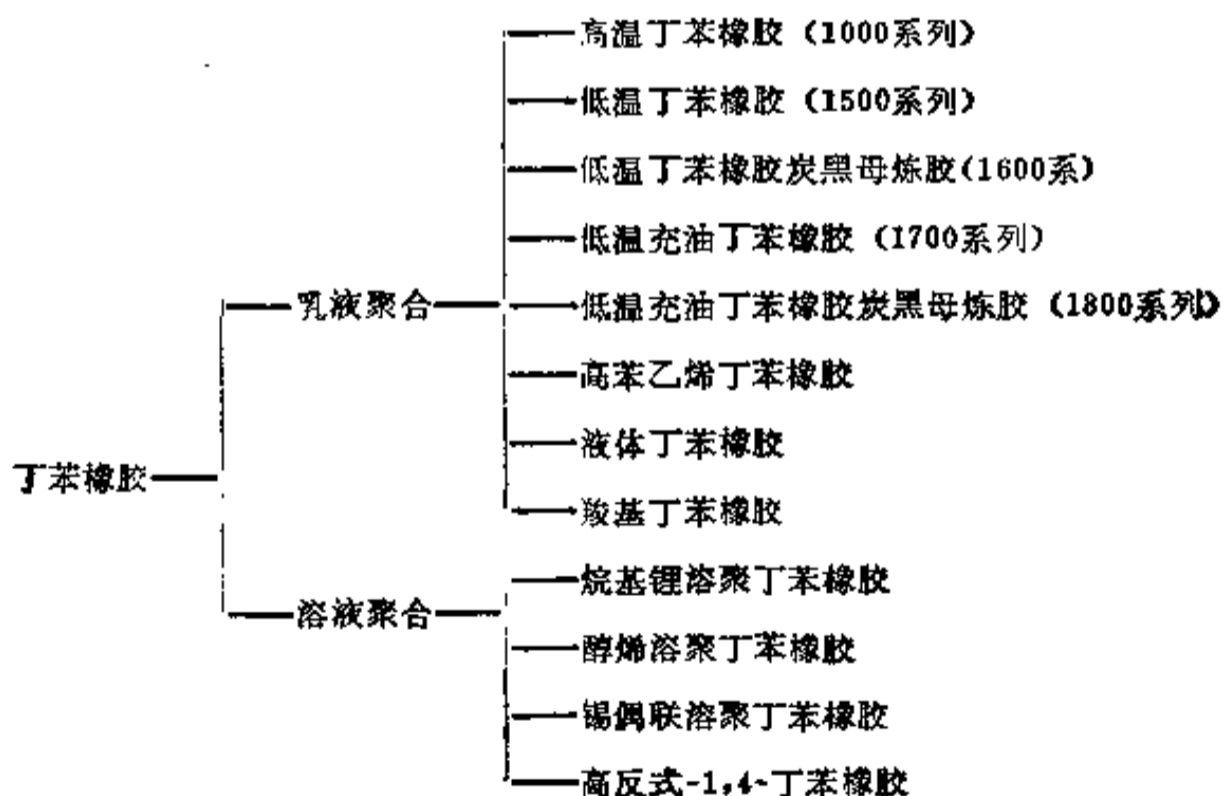 高温丁苯橡胶（1000系列）
低温丁苯橡胶（1500系列）
低温丁苯橡胶炭黑母炼胶(1600系）
低温充油丁苯橡胶（1700系列）
乳液聚合
低温充油丁苯橡胶炭黑母炼胶（1800系列）
高苯乙烯丁苯橡胶
液体丁苯橡胶
丁苯橡胶
羧基丁苯橡胶
烷基锂溶聚丁苯橡胶
溶液聚合
醇烯溶聚丁苯橡胶
锡偶联溶聚丁苯橡胶
高反式-1,4-丁苯橡胶